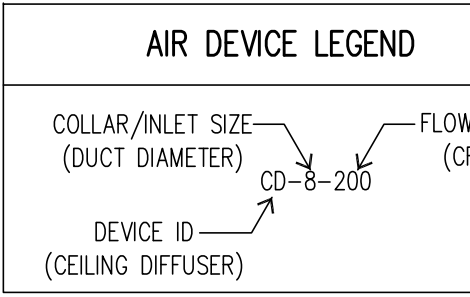 AIR DEVICE LEGEND
COLLAR/INLET SIZE
(DUCT DIAMETER)
FLOW
CD-8-200
DEVICE ID
(CEILING DIFFUSER)